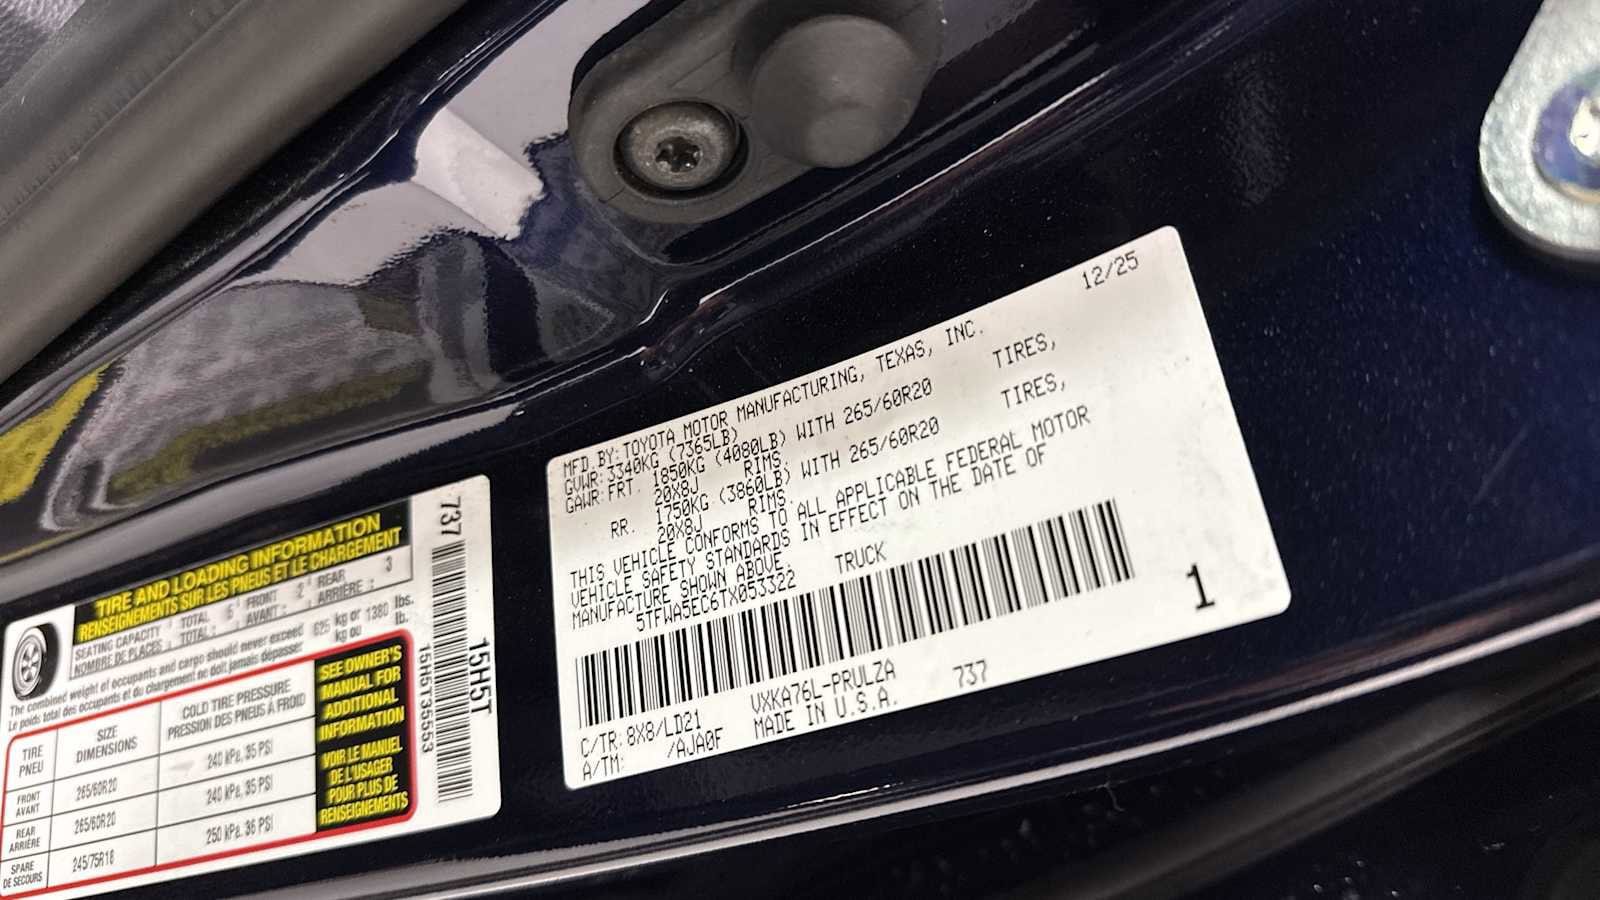 12/25
MFD. BY: TOYOTA MOTOR MANUFACTURING, TEXAS, INC.
GVWR: 3340KG (7365LB)
GAWR: FRT. 1850KG (4080LB) WITH 265/60R20 TIRES,
20X8J RIMS,
RR. 1750KG (3860LB) WITH 265/60R20 TIRES,
20X8J RIMS.
THIS VEHICLE CONFORMS TO ALL APPLICABLE FEDERAL MOTOR
VEHICLE SAFETY STANDARDS IN EFFECT ON THE DATE OF
MANUFACTURE SHOWN ABOVE.
5TFWA5EC6TX053322 TRUCK
1
C/TR: 8X8/LD21 VXKA76L-PRULZA 737
A/TM: /AJA0F MADE IN U.S.A.
TIRE AND LOADING INFORMATION
RENSEIGNEMENTS SUR LES PNEUS ET LE CHARGEMENT
SEATING CAPACITY TOTAL 5 FRONT 2 REAR 3
NOMBRE DE PLACES : TOTAL : AVANT : ARRIÈRE :
The combined weight of occupants and cargo should never exceed 625 kg or 1380 lbs.
Le poids total des occupants et du chargement ne doit jamais dépasser kg ou lb.
TIRE
PNEU
SIZE
DIMENSIONS
COLD TIRE PRESSURE
PRESSION DES PNEUS À FROID
FRONT
AVANT
265/60R20
240 kPa, 35 PSI
REAR
ARRIÈRE
265/60R20
240 kPa, 35 PSI
SPARE
DE SECOURS
245/75R18
250 kPa, 36 PSI
SEE OWNER'S
MANUAL FOR
ADDITIONAL
INFORMATION
VOIR LE MANUEL
DE L'USAGER
POUR PLUS DE
RENSEIGNEMENTS
737
15H5T
15H5T35553